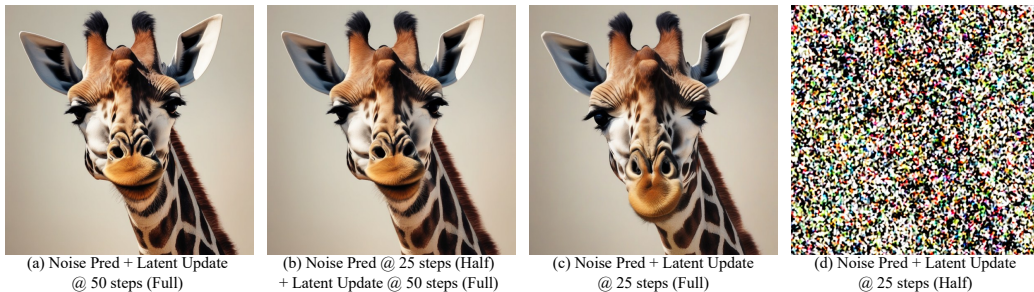 (a) Noise Pred + Latent Update
@ 50 steps (Full)
(b) Noise Pred @ 25 steps (Half)
+ Latent Update @ 50 steps (Full)
(c) Noise Pred + Latent Update
@ 25 steps (Full)
(d) Noise Pred + Latent Update
@ 25 steps (Half)